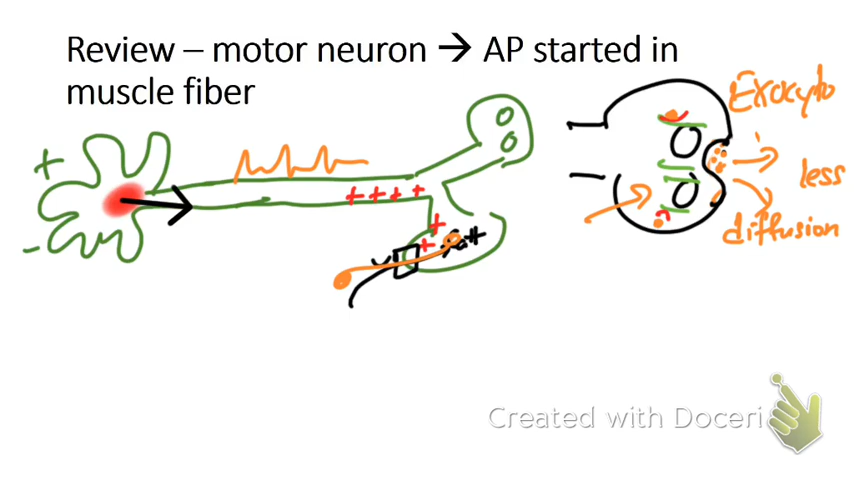 Review – motor neuron → AP started in
muscle fiber
Exocyto
less
diffusion
Created with Doceri